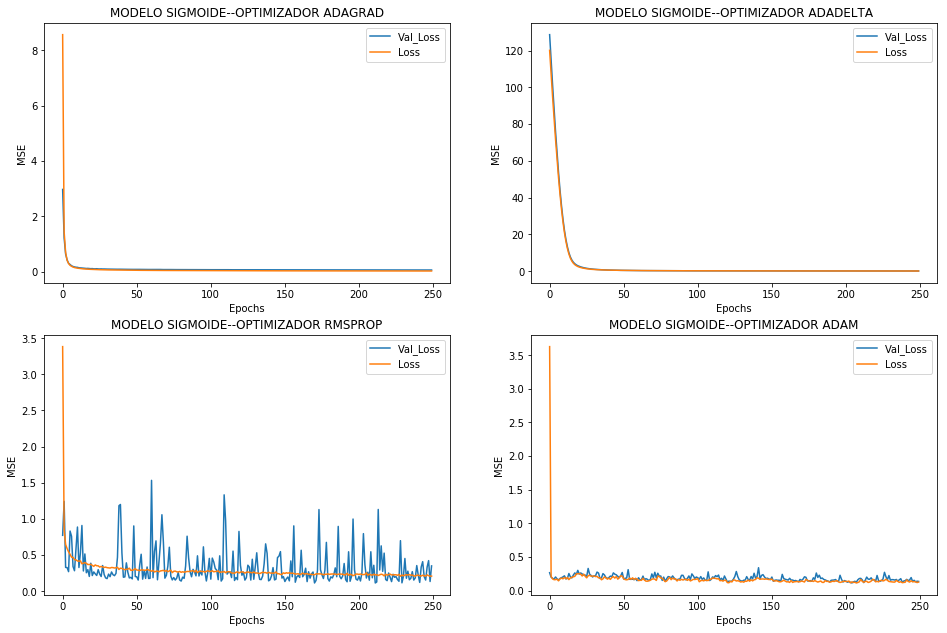 MODELO SIGMOIDE--OPTIMIZADOR ADAGRAD
Val_Loss
Loss
MSE
8
6
4
2
0
0 50 100 150 200 250
Epochs
MODELO SIGMOIDE--OPTIMIZADOR ADADELTA
Val_Loss
Loss
MSE
120
100
80
60
40
20
0
0 50 100 150 200 250
Epochs
MODELO SIGMOIDE--OPTIMIZADOR RMSPROP
Val_Loss
Loss
MSE
3.5
3.0
2.5
2.0
1.5
1.0
0.5
0.0
0 50 100 150 200 250
Epochs
MODELO SIGMOIDE--OPTIMIZADOR ADAM
Val_Loss
Loss
MSE
3.5
3.0
2.5
2.0
1.5
1.0
0.5
0.0
0 50 100 150 200 250
Epochs